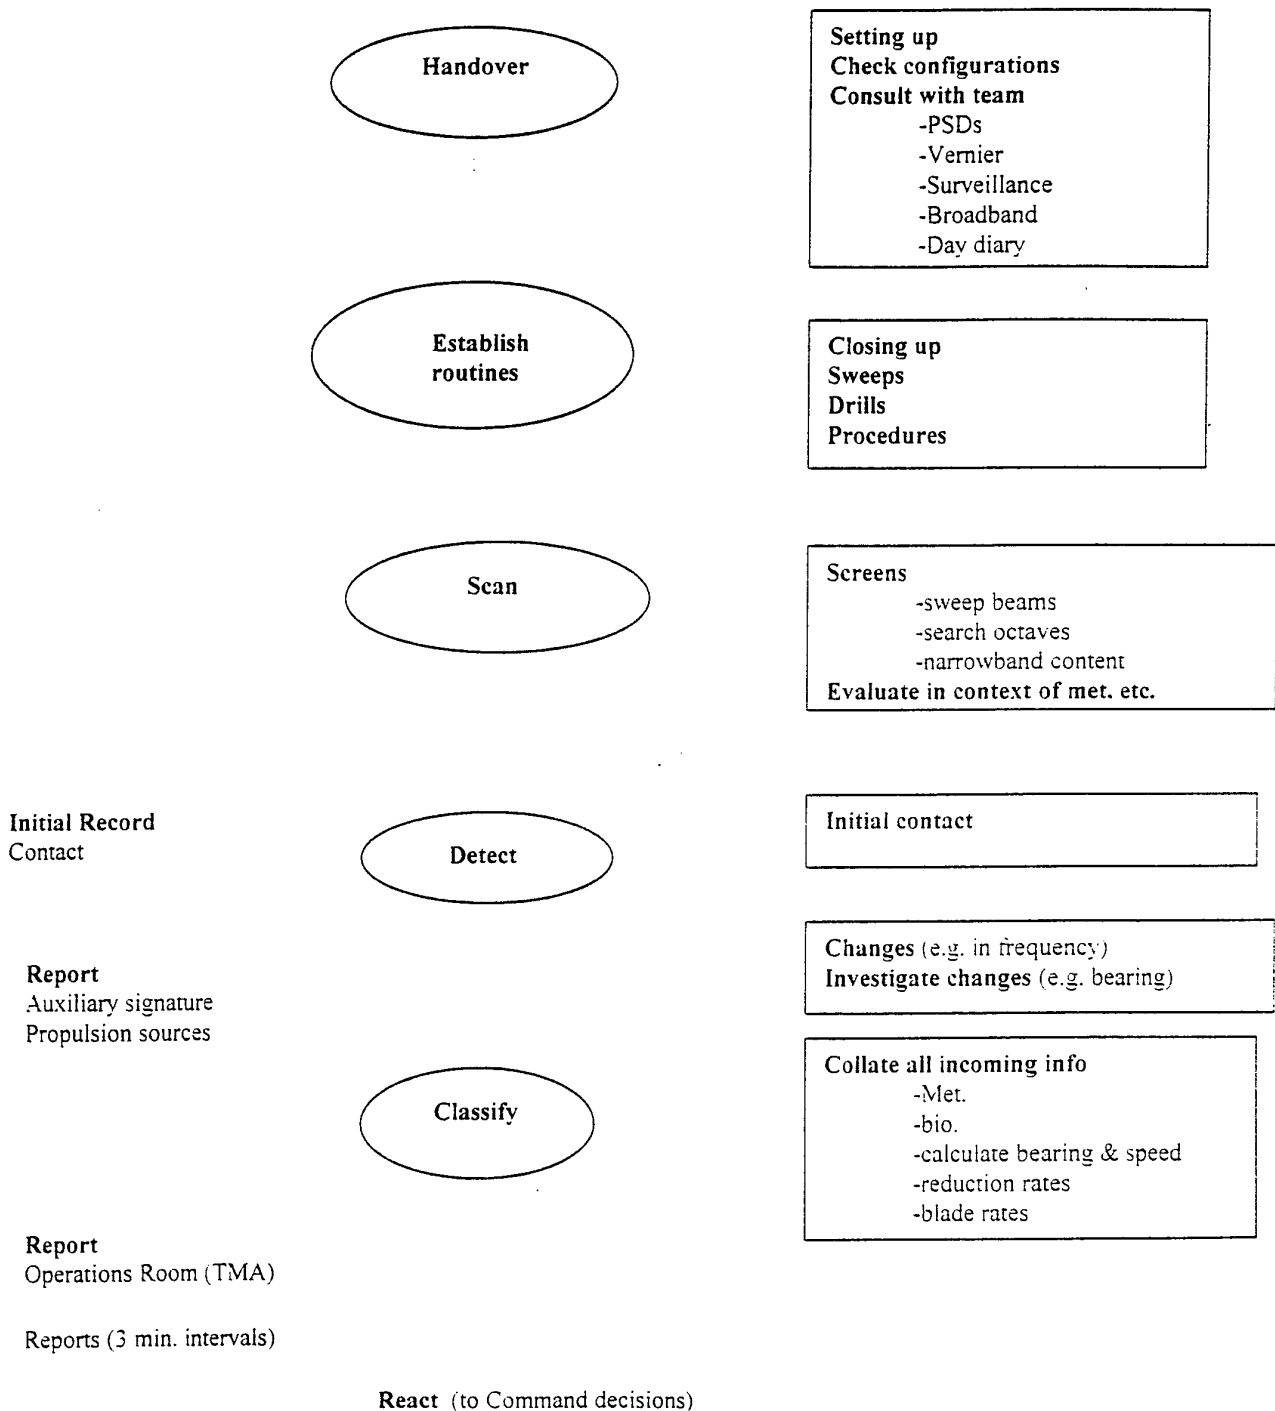 Handover
Setting up
Check configurations
Consult with team
-PSDs
-Vernier
-Surveillance
-Broadband
-Day diary
Establish
routines
Closing up
Sweeps
Drills
Procedures
Scan
Screens
-sweep beams
-search octaves
-narrowband content
Evaluate in context of met. etc.
Initial Record
Contact
Detect
Initial contact
Changes (e.g. in frequency)
Investigate changes (e.g. bearing)
Report
Auxiliary signature
Propulsion sources
Classify
Collate all incoming info
-Met.
-bio.
-calculate bearing & speed
-reduction rates
-blade rates
Report
Operations Room (TMA)
Reports (3 min. intervals)
React (to Command decisions)